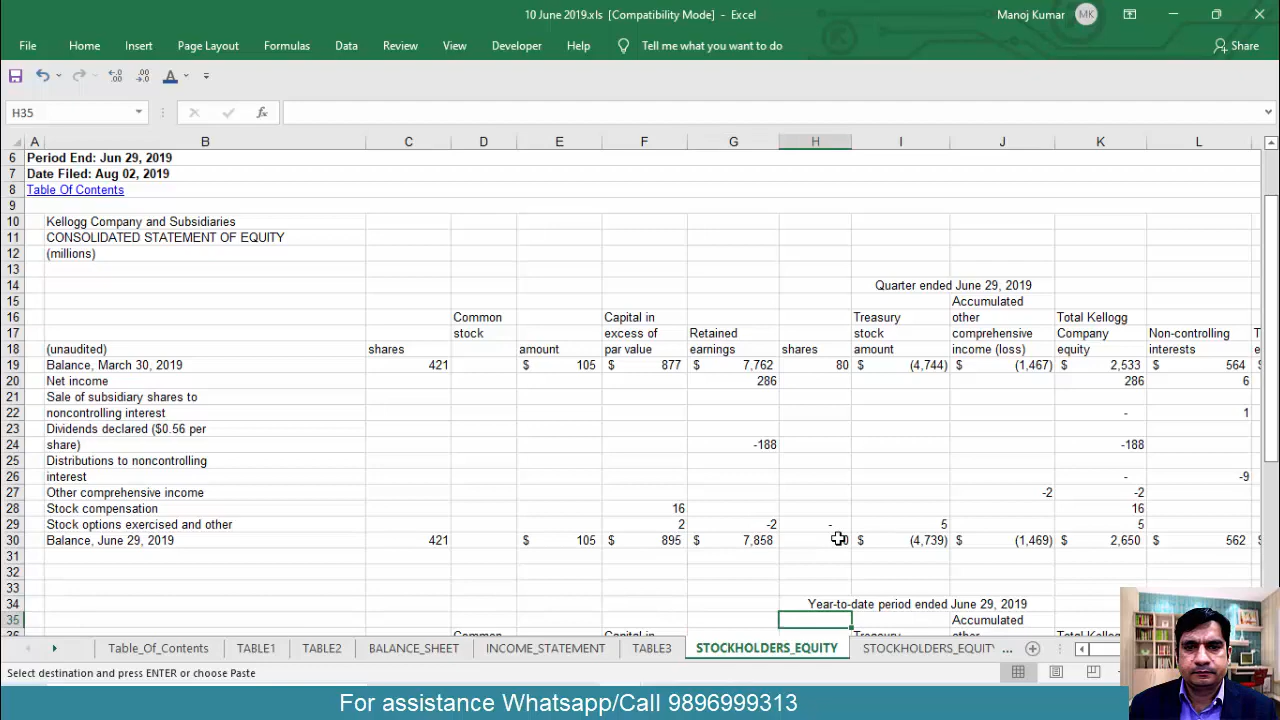 10 June 2019.xls [Compatibility Mode] - Excel
Manoj Kumar MK
File Home Insert Page Layout Formulas Data Review View Developer Help Tell me what you want to do Share
H35
A B C D E F G H I J K L
6 Period End: Jun 29, 2019
7 Date Filed: Aug 02, 2019
8 Table Of Contents
9
10 Kellogg Company and Subsidiaries
11 CONSOLIDATED STATEMENT OF EQUITY
12 (millions)
13
14 Quarter ended June 29, 2019
15 Accumulated
16 Common Capital in Treasury other Total Kellogg
17 stock excess of Retained stock comprehensive Company Non-controlling T
18 (unaudited) shares amount par value earnings shares amount income (loss) equity interests e
19 Balance, March 30, 2019 421 $ 105 $ 877 $ 7,762 80 $ (4,744) $ (1,467) $ 2,533 $ 564 $
20 Net income 286 286 6
21 Sale of subsidiary shares to
22 noncontrolling interest - 1
23 Dividends declared ($0.56 per
24 share) -188 -188
25 Distributions to noncontrolling
26 interest - -9
27 Other comprehensive income -2 -2
28 Stock compensation 16 16
29 Stock options exercised and other 2 -2 - 5 5
30 Balance, June 29, 2019 421 $ 105 $ 895 $ 7,858 $ (4,739) $ (1,469) $ 2,650 $ 562 $
31
32
33
34 Year-to-date period ended June 29, 2019
35 Accumulated
36 Common Capital in Treasury other Total Kellogg
Table_Of_Contents TABLE1 TABLE2 BALANCE_SHEET INCOME_STATEMENT TABLE3 STOCKHOLDERS_EQUITY STOCKHOLDERS_EQUITY ...
Select destination and press ENTER or choose Paste
For assistance Whatsapp/Call 9896999313